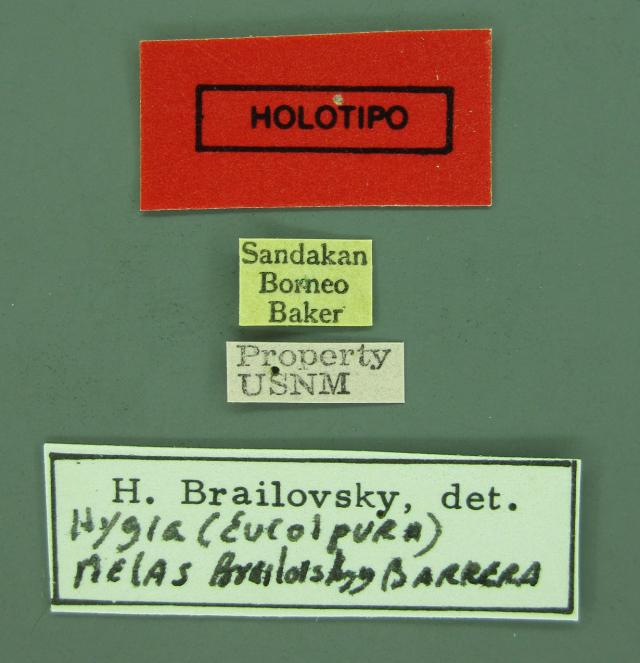 HOLOTIPO
Sandakan
Borneo
Baker
Property
USNM
H. Brailovsky, det.
Hygia (Eucolpura)
melas Brailovsky y BARRERA